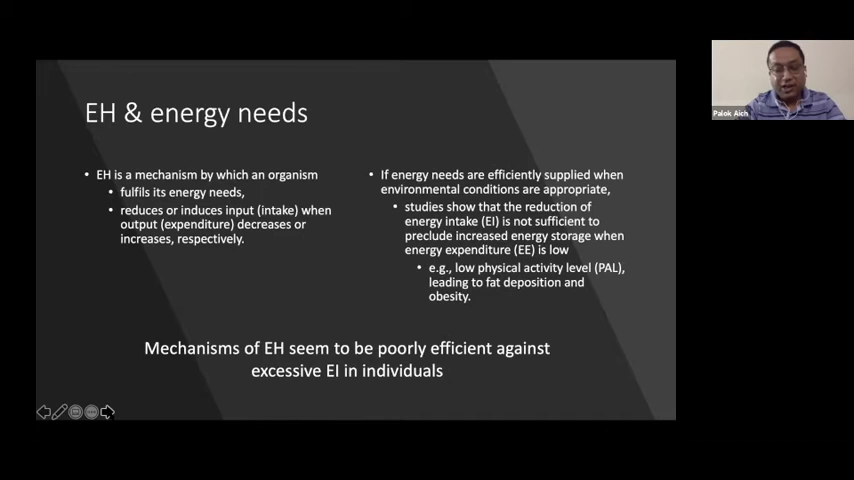 EH & energy needs
• EH is a mechanism by which an organism
• fulfils its energy needs,
• reduces or induces input (intake) when
output (expenditure) decreases or
increases, respectively.
• If energy needs are efficiently supplied when
environmental conditions are appropriate,
• studies show that the reduction of
energy intake (EI) is not sufficient to
preclude increased energy storage when
energy expenditure (EE) is low
• e.g., low physical activity level (PAL),
leading to fat deposition and
obesity.
Mechanisms of EH seem to be poorly efficient against
excessive EI in individuals
Palok Aich